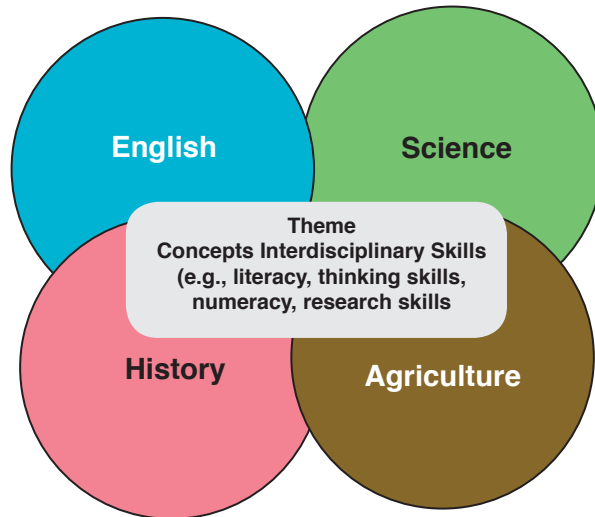 English
Science
Theme
Concepts Interdisciplinary Skills
(e.g., literacy, thinking skills,
numeracy, research skills
History
Agriculture